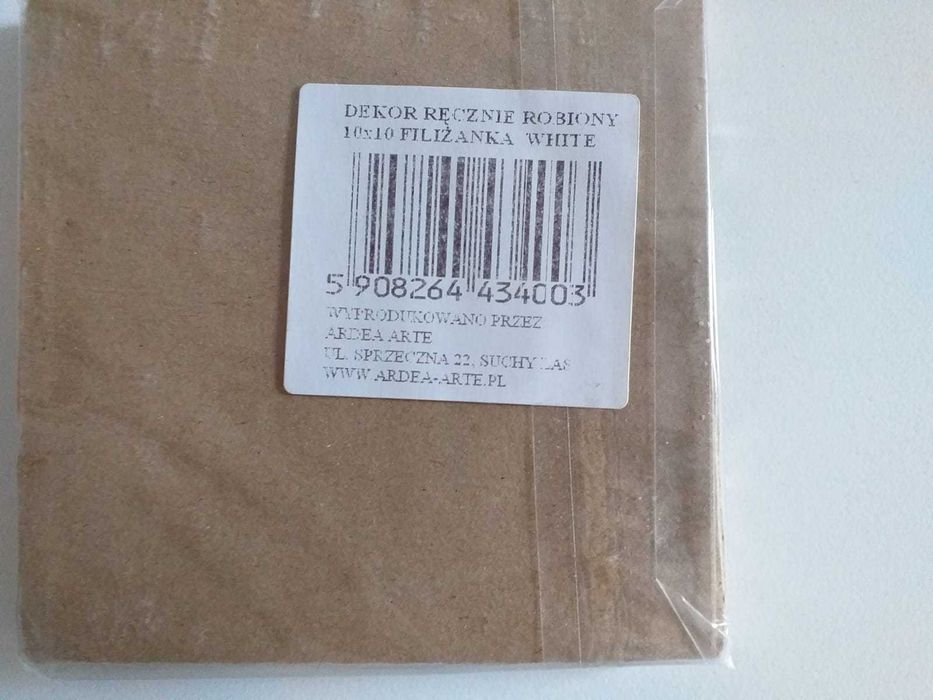 DEKOR RĘCZNIE ROBIONY
10x10 FILIŻANKA WHITE
5 908264 434003
WYPRODUKOWANO PRZEZ
ARDEA ARTE
UL. SPRZECZNA 22, SUCHY LAS
WWW.ARDEA-ARTE.PL